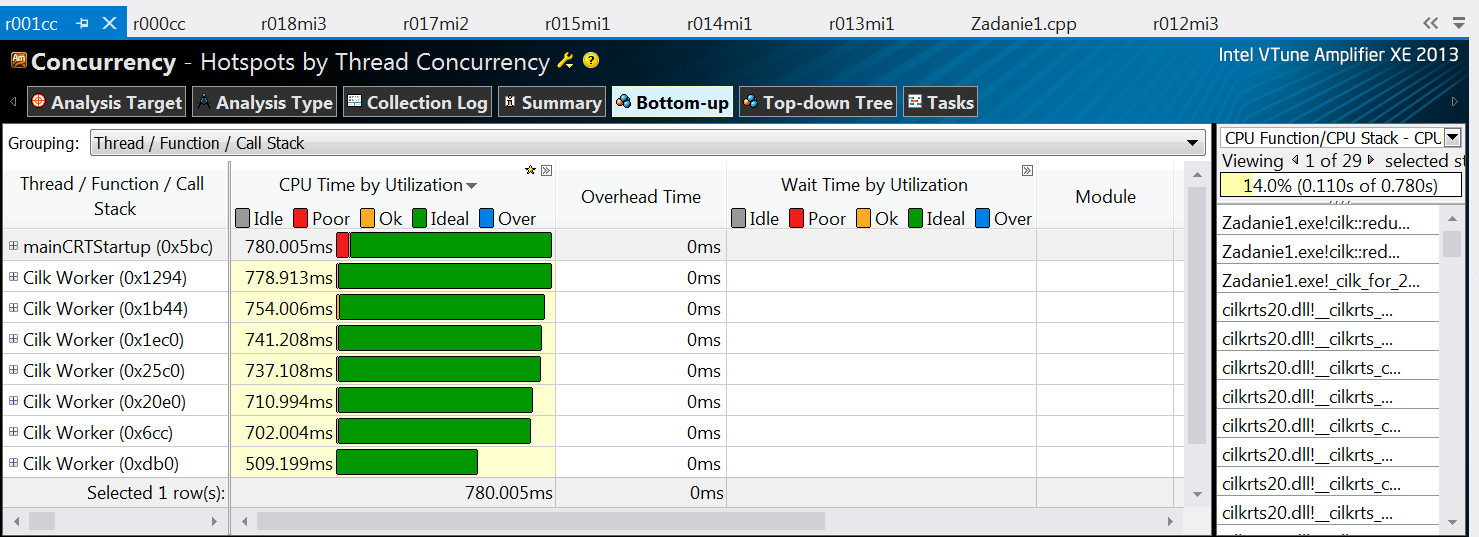 r001cc r000cc r018mi3 r017mi2 r015mi1 r014mi1 r013mi1 Zadanie1.cpp r012mi3
Concurrency - Hotspots by Thread Concurrency ? Intel VTune Amplifier XE 2013
Analysis Target Analysis Type Collection Log Summary Bottom-up Top-down Tree Tasks
Grouping: Thread / Function / Call Stack
Thread / Function / Call
Stack
CPU Time by Utilization
Idle Poor Ok Ideal Over
Overhead Time
Wait Time by Utilization
Idle Poor Ok Ideal Over
Module
mainCRTStartup (0x5bc) 780.005ms 0ms
Cilk Worker (0x1294) 778.913ms 0ms
Cilk Worker (0x1b44) 754.006ms 0ms
Cilk Worker (0x1ec0) 741.208ms 0ms
Cilk Worker (0x25c0) 737.108ms 0ms
Cilk Worker (0x20e0) 710.994ms 0ms
Cilk Worker (0x6cc) 702.004ms 0ms
Cilk Worker (0xdb0) 509.199ms 0ms
Selected 1 row(s): 780.005ms 0ms
CPU Function/CPU Stack - CPU
Viewing 1 of 29 selected st
14.0% (0.110s of 0.780s)
Zadanie1.exe!cilk::redu...
Zadanie1.exe!cilk::red...
Zadanie1.exe!_cilk_for_2...
cilkrts20.dll!__cilkrts_...
cilkrts20.dll!__cilkrts_...
cilkrts20.dll!__cilkrts_c...
cilkrts20.dll!__cilkrts_...
cilkrts20.dll!__cilkrts_c...
cilkrts20.dll!__cilkrts_...
cilkrts20.dll!__cilkrts_c...
cilkrts20.dll!__cilkrts_...